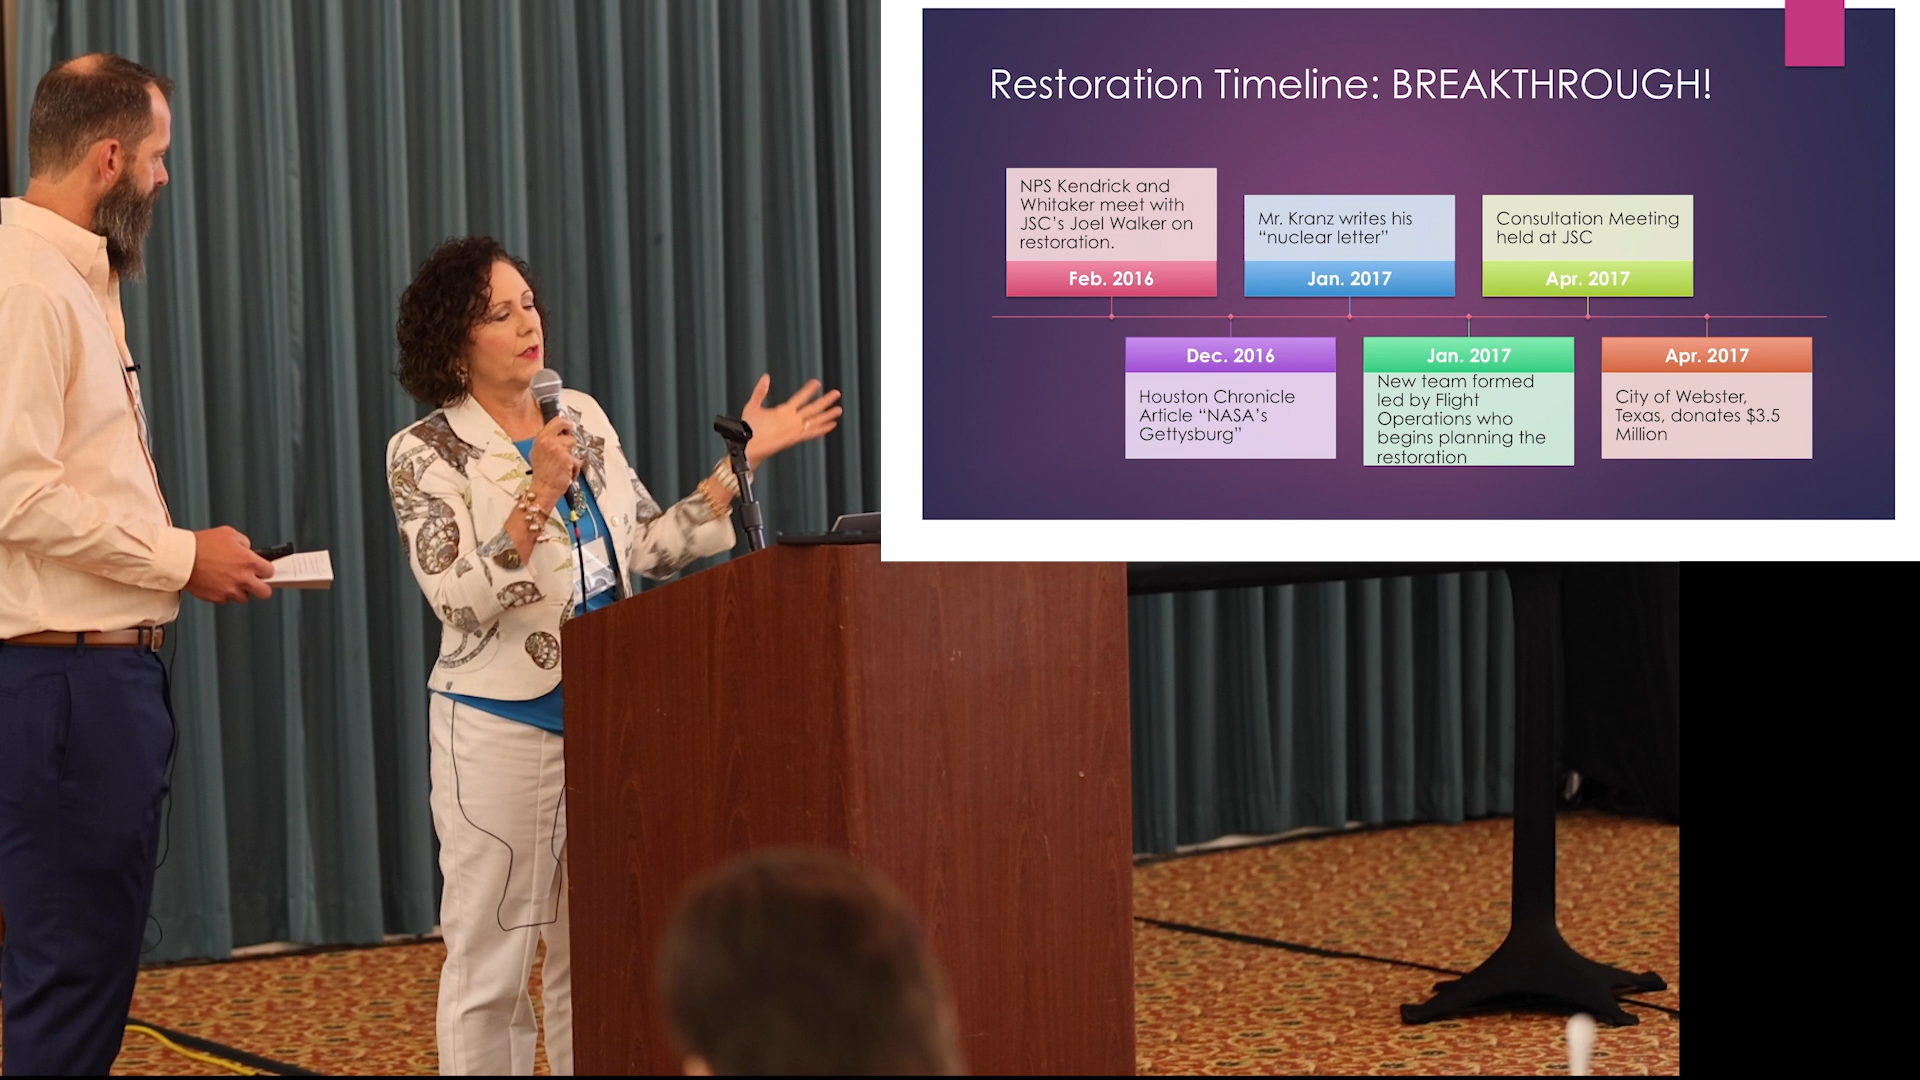 Restoration Timeline: BREAKTHROUGH!
NPS Kendrick and
Whitaker meet with
JSC's Joel Walker on
restoration.
Feb. 2016
Mr. Kranz writes his
“nuclear letter”
Jan. 2017
Consultation Meeting
held at JSC
Apr. 2017
Dec. 2016
Houston Chronicle
Article “NASA's
Gettysburg”
Jan. 2017
New team formed
led by Flight
Operations who
begins planning the
restoration
Apr. 2017
City of Webster,
Texas, donates $3.5
Million